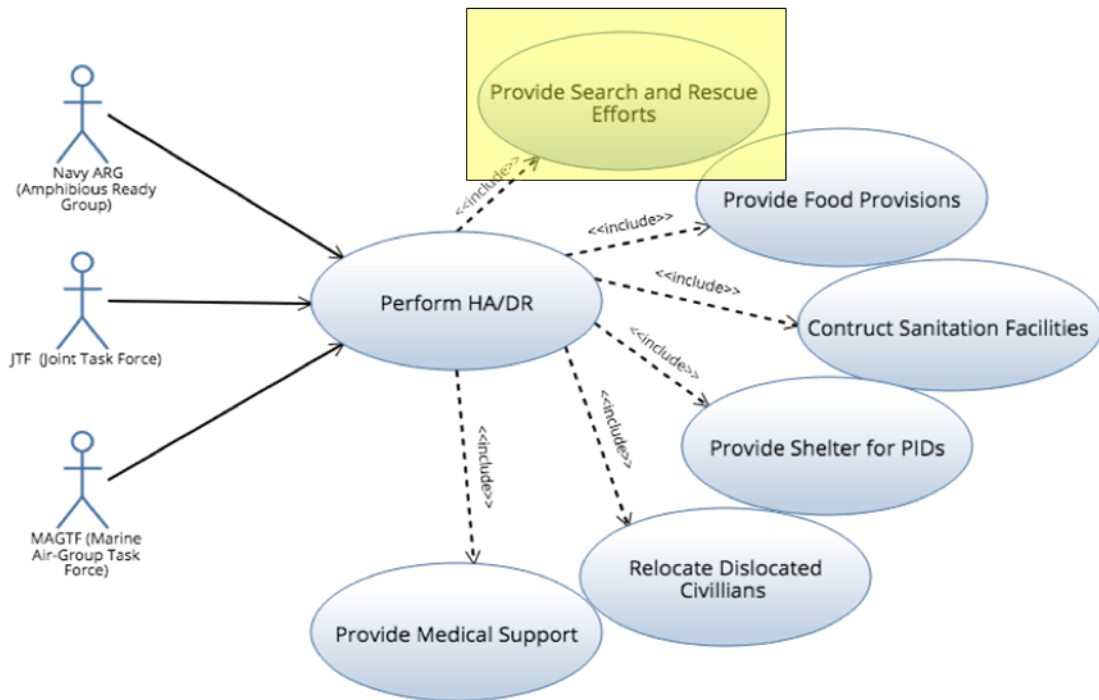 Provide Search and Rescue
Efforts
Navy ARG
(Amphibious Ready
Group)
<<include>>
Provide Food Provisions
<<include>>
<<include>>
Perform HA/DR
JTF  (Joint Task Force)
Contruct Sanitation Facilities
<<include>>
<<include>>
<<include>>
Provide Shelter for PIDs
MAGTF (Marine
Air-Group Task
Force)
Relocate Dislocated
Civillians
Provide Medical Support